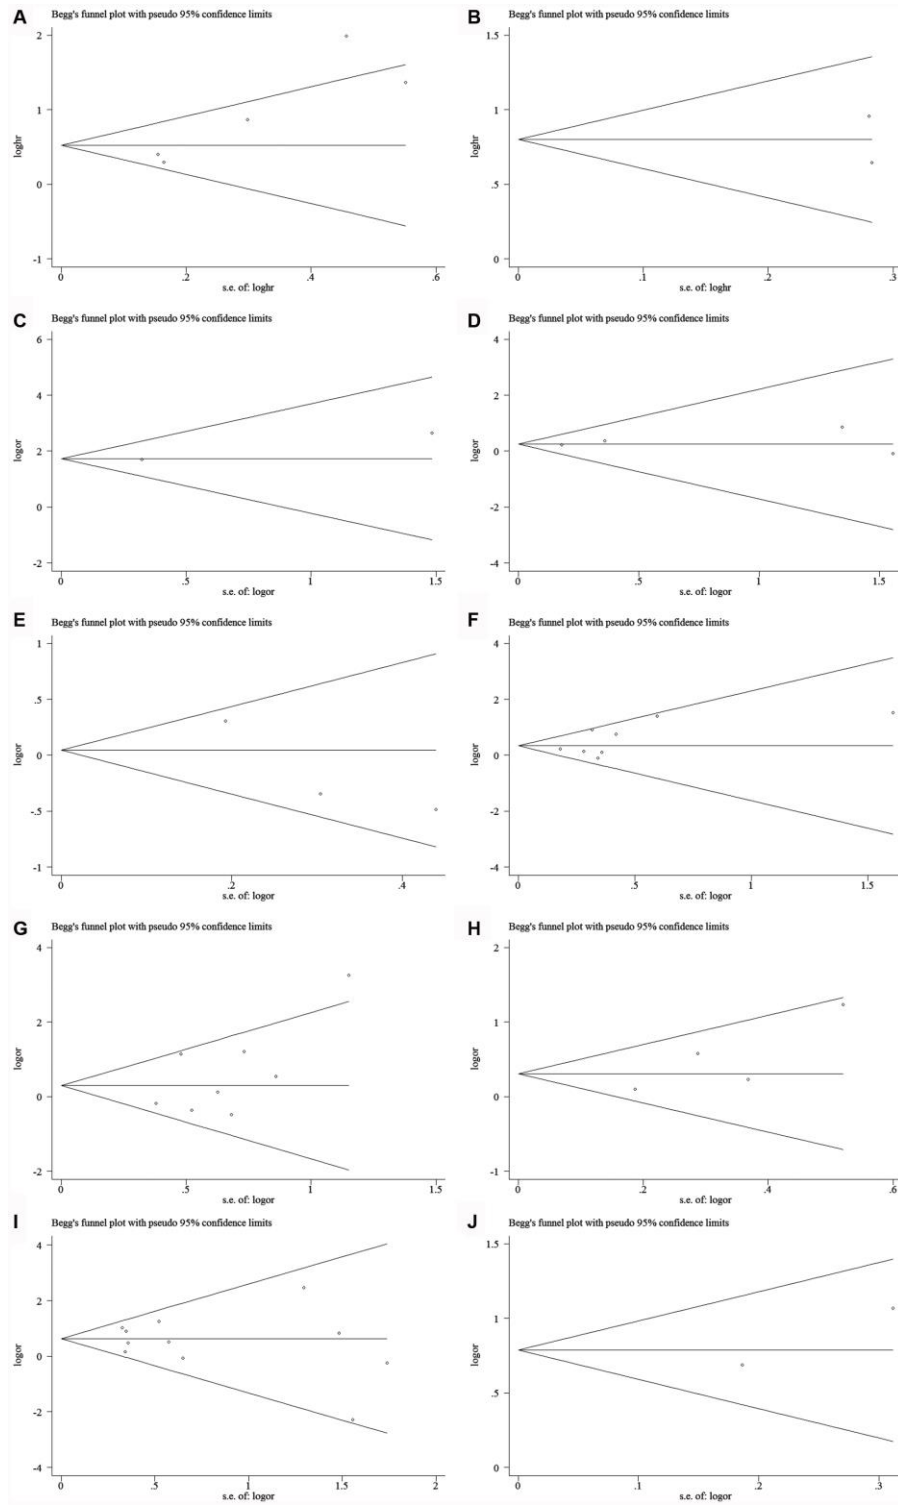 A Begg's funnel plot with pseudo 95% confidence limits
loghr
2
1
0
-1
0 .2 .4 .6
s.e. of: loghr
B Begg's funnel plot with pseudo 95% confidence limits
loghr
1.5
1
.5
0
0 .1 .2 .3
s.e. of: loghr
C Begg's funnel plot with pseudo 95% confidence limits
logor
6
4
2
0
-2
0 .5 1 1.5
s.e. of: logor
D Begg's funnel plot with pseudo 95% confidence limits
logor
4
2
0
-2
-4
0 .5 1 1.5
s.e. of: logor
E Begg's funnel plot with pseudo 95% confidence limits
logor
1
.5
0
-.5
-1
0 .2 .4
s.e. of: logor
F Begg's funnel plot with pseudo 95% confidence limits
logor
4
2
0
-2
-4
0 .5 1 1.5
s.e. of: logor
G Begg's funnel plot with pseudo 95% confidence limits
logor
4
2
0
-2
0 .5 1 1.5
s.e. of: logor
H Begg's funnel plot with pseudo 95% confidence limits
logor
2
1
0
-1
0 .2 .4 .6
s.e. of: logor
I Begg's funnel plot with pseudo 95% confidence limits
logor
4
2
0
-2
-4
0 .5 1 1.5 2
s.e. of: logor
J Begg's funnel plot with pseudo 95% confidence limits
logor
1.5
1
.5
0
0 .1 .2 .3
s.e. of: logor